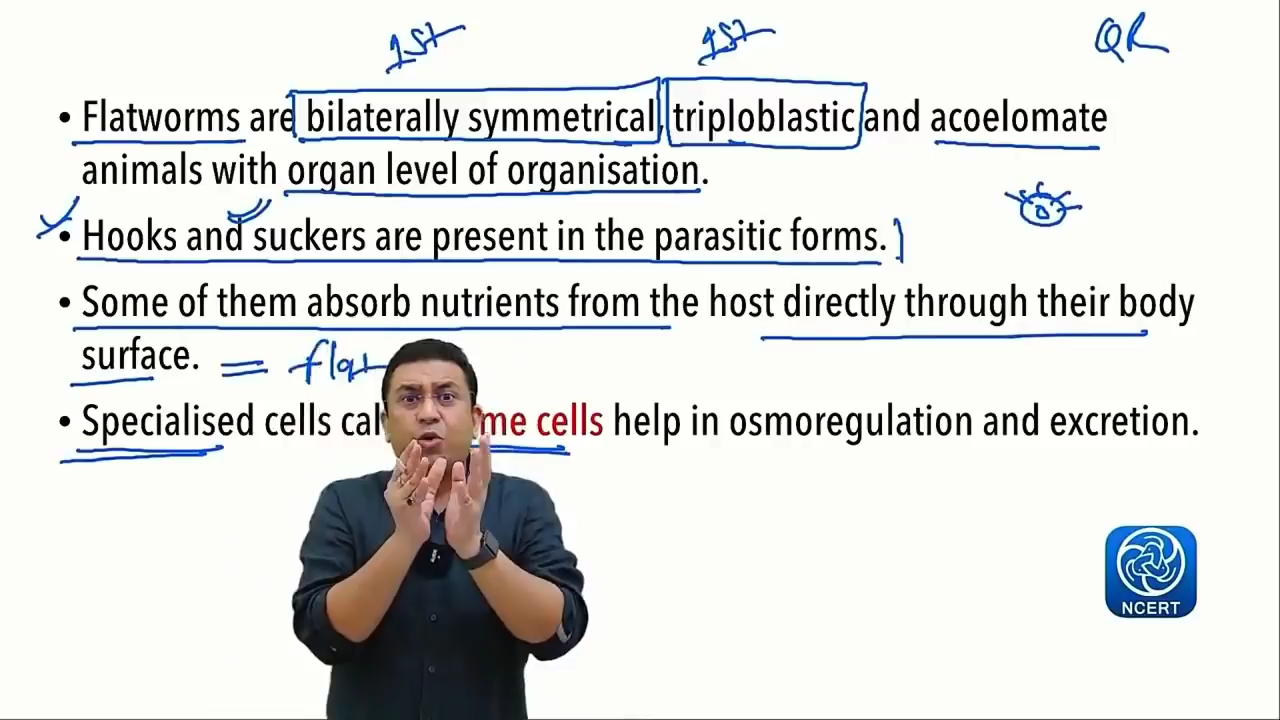 1st 1st QR
• Flatworms are bilaterally symmetrical, triploblastic and acoelomate
animals with organ level of organisation.
• Hooks and suckers are present in the parasitic forms.
• Some of them absorb nutrients from the host directly through their body
surface. = flat
• Specialised cells cal me cells help in osmoregulation and excretion.
NCERT